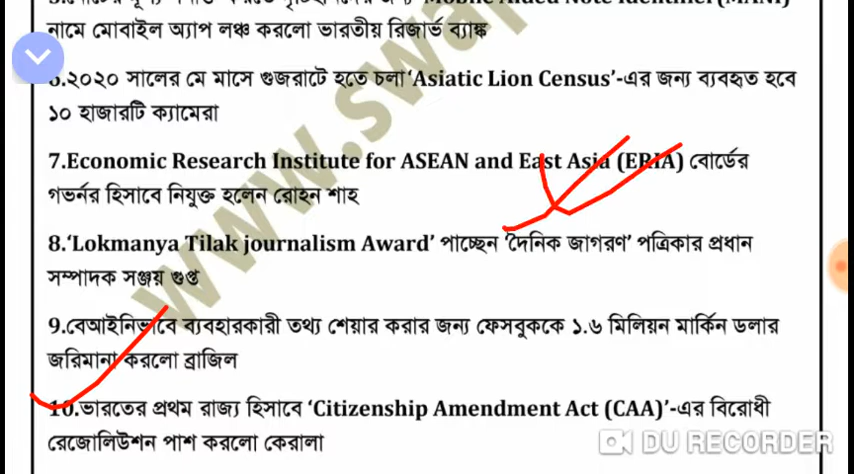 নামে মোবাইল অ্যাপ লঞ্চ করলো ভারতীয় রিজার্ভ ব্যাঙ্ক
6.২০২০ সালের মে মাসে গুজরাটে হতে চলা ‘Asiatic Lion Census’-এর জন্য ব্যবহৃত হবে
১০ হাজারটি ক্যামেরা
7.Economic Research Institute for ASEAN and East Asia (ERIA) বোর্ডের
গভর্নর হিসাবে নিযুক্ত হলেন রোহন শাহ
8.‘Lokmanya Tilak journalism Award’ পাচ্ছেন ‘দৈনিক জাগরণ’ পত্রিকার প্রধান
সম্পাদক সঞ্জয় গুপ্ত
9.বেআইনিভাবে ব্যবহারকারী তথ্য শেয়ার করার জন্য ফেসবুককে ১.৬ মিলিয়ন মার্কিন ডলার
জরিমানা করলো ব্রাজিল
10.ভারতের প্রথম রাজ্য হিসাবে ‘Citizenship Amendment Act (CAA)’-এর বিরোধী
রেজোলিউশন পাশ করলো কেরালা
DU RECORDER
www.swa